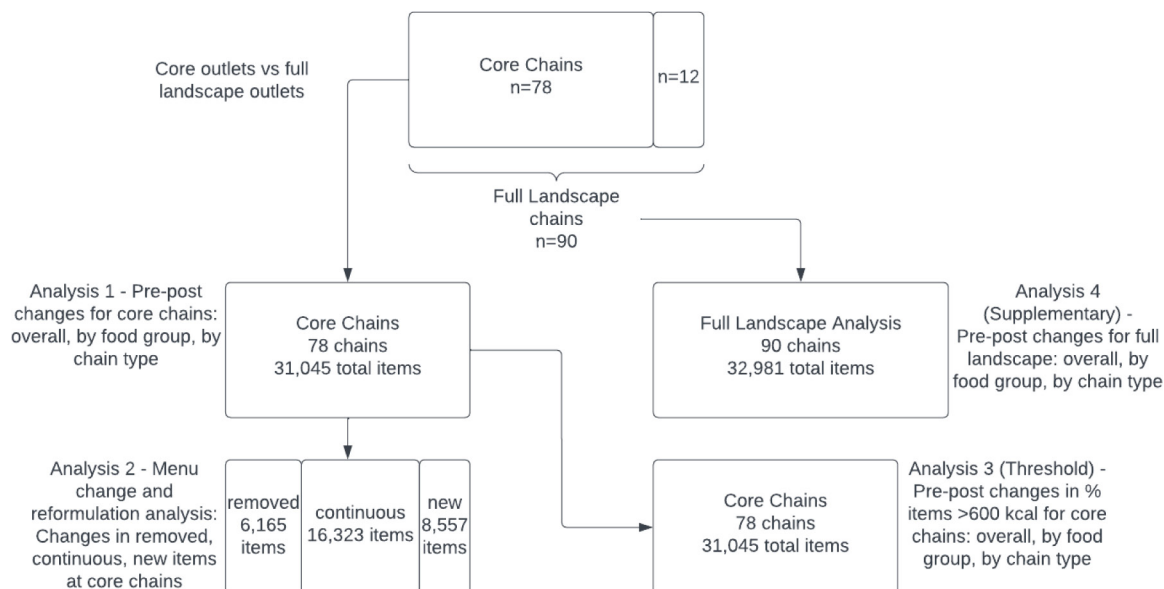 Core outlets vs full
landscape outlets
Core Chains
n=78
n=12
Full Landscape
chains
n=90
Analysis 1 - Pre-post
changes for core chains:
overall, by food group, by
chain type
Core Chains
78 chains
31,045 total items
Full Landscape Analysis
90 chains
32,981 total items
Analysis 4
(Supplementary) -
Pre-post changes for full
landscape: overall, by
food group, by chain type
Analysis 2 - Menu
change and
reformulation analysis:
Changes in removed,
continuous, new items
at core chains
removed
6,165
items
continuous
16,323 items
new
8,557
items
Core Chains
78 chains
31,045 total items
Analysis 3 (Threshold) -
Pre-post changes in %
items >600 kcal for core
chains: overall, by food
group, by chain type